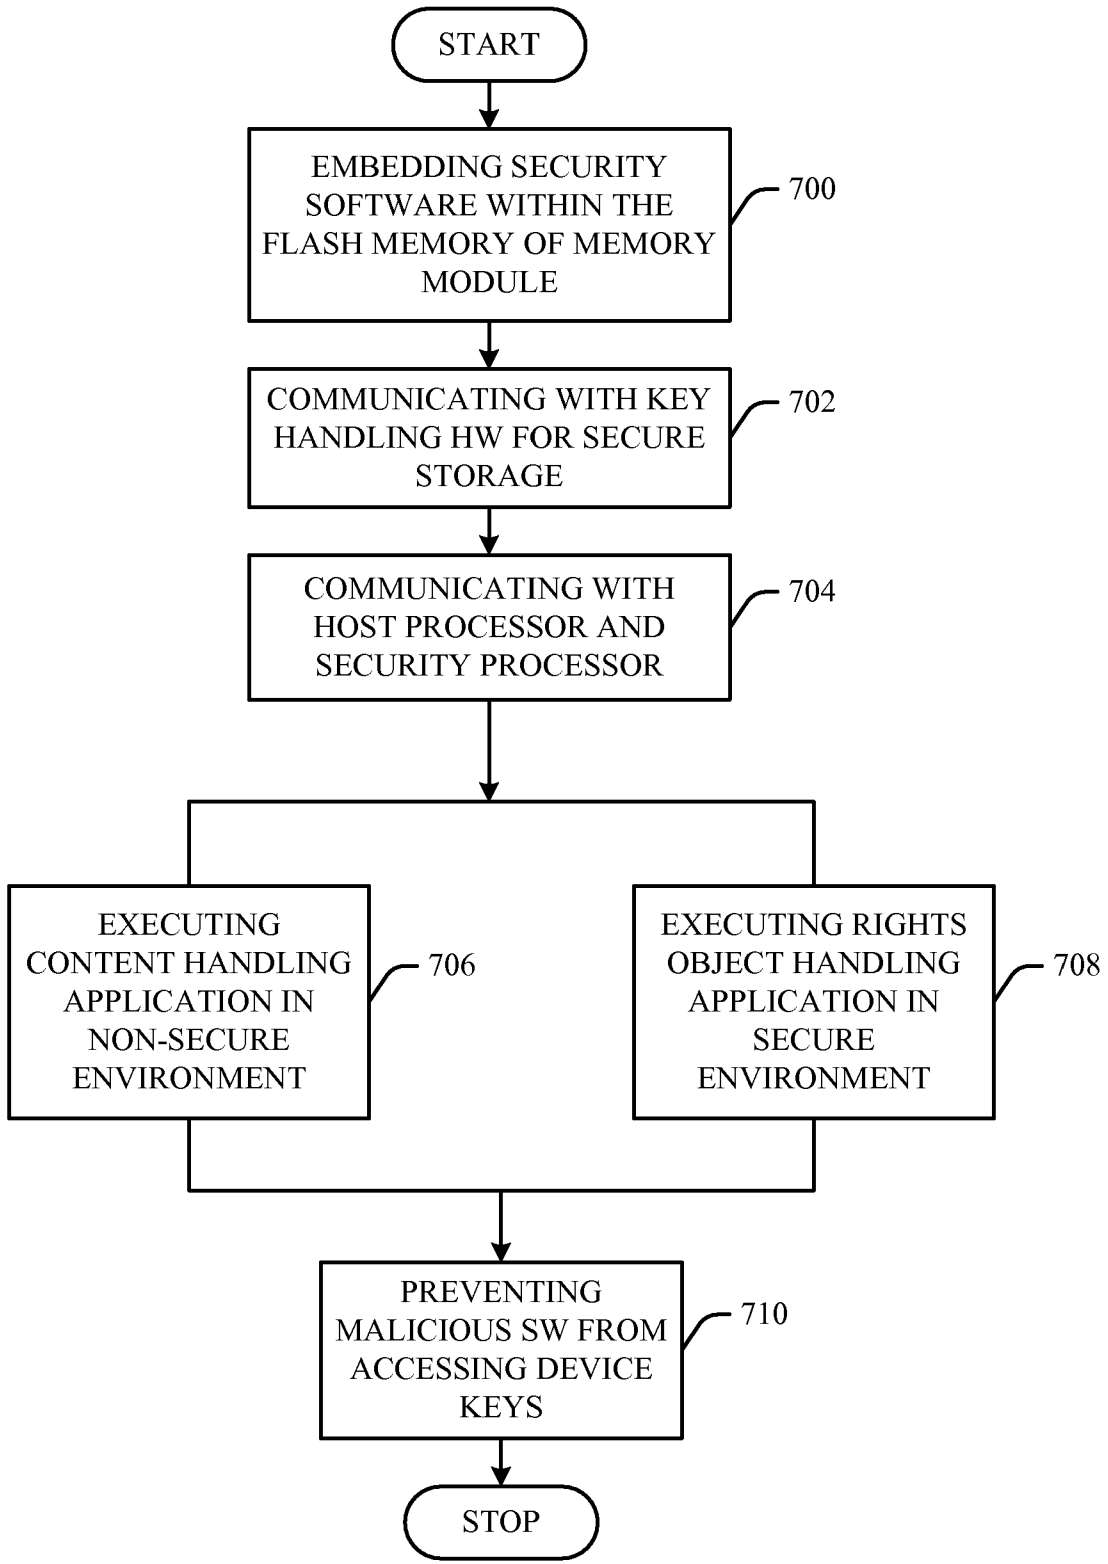 START
EMBEDDING SECURITY
SOFTWARE WITHIN THE
FLASH MEMORY OF MEMORY
MODULE
700
COMMUNICATING WITH KEY
HANDLING HW FOR SECURE
STORAGE
702
COMMUNICATING WITH
HOST PROCESSOR AND
SECURITY PROCESSOR
704
EXECUTING
CONTENT HANDLING
APPLICATION IN
NON-SECURE
ENVIRONMENT
706
EXECUTING RIGHTS
OBJECT HANDLING
APPLICATION IN
SECURE
ENVIRONMENT
708
PREVENTING
MALICIOUS SW FROM
ACCESSING DEVICE
KEYS
710
STOP